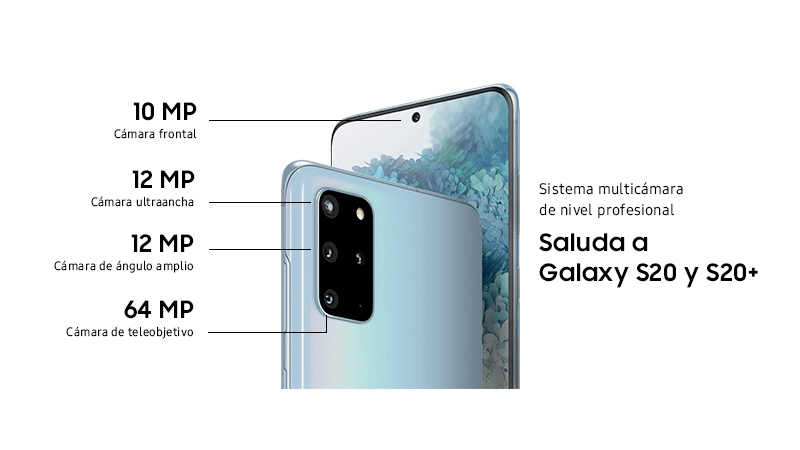 10 MP
Cámara frontal
12 MP
Cámara ultraancha
12 MP
Cámara de ángulo amplio
64 MP
Cámara de teleobjetivo
Sistema multicámara
de nivel profesional
Saluda a
Galaxy S20 y S20+